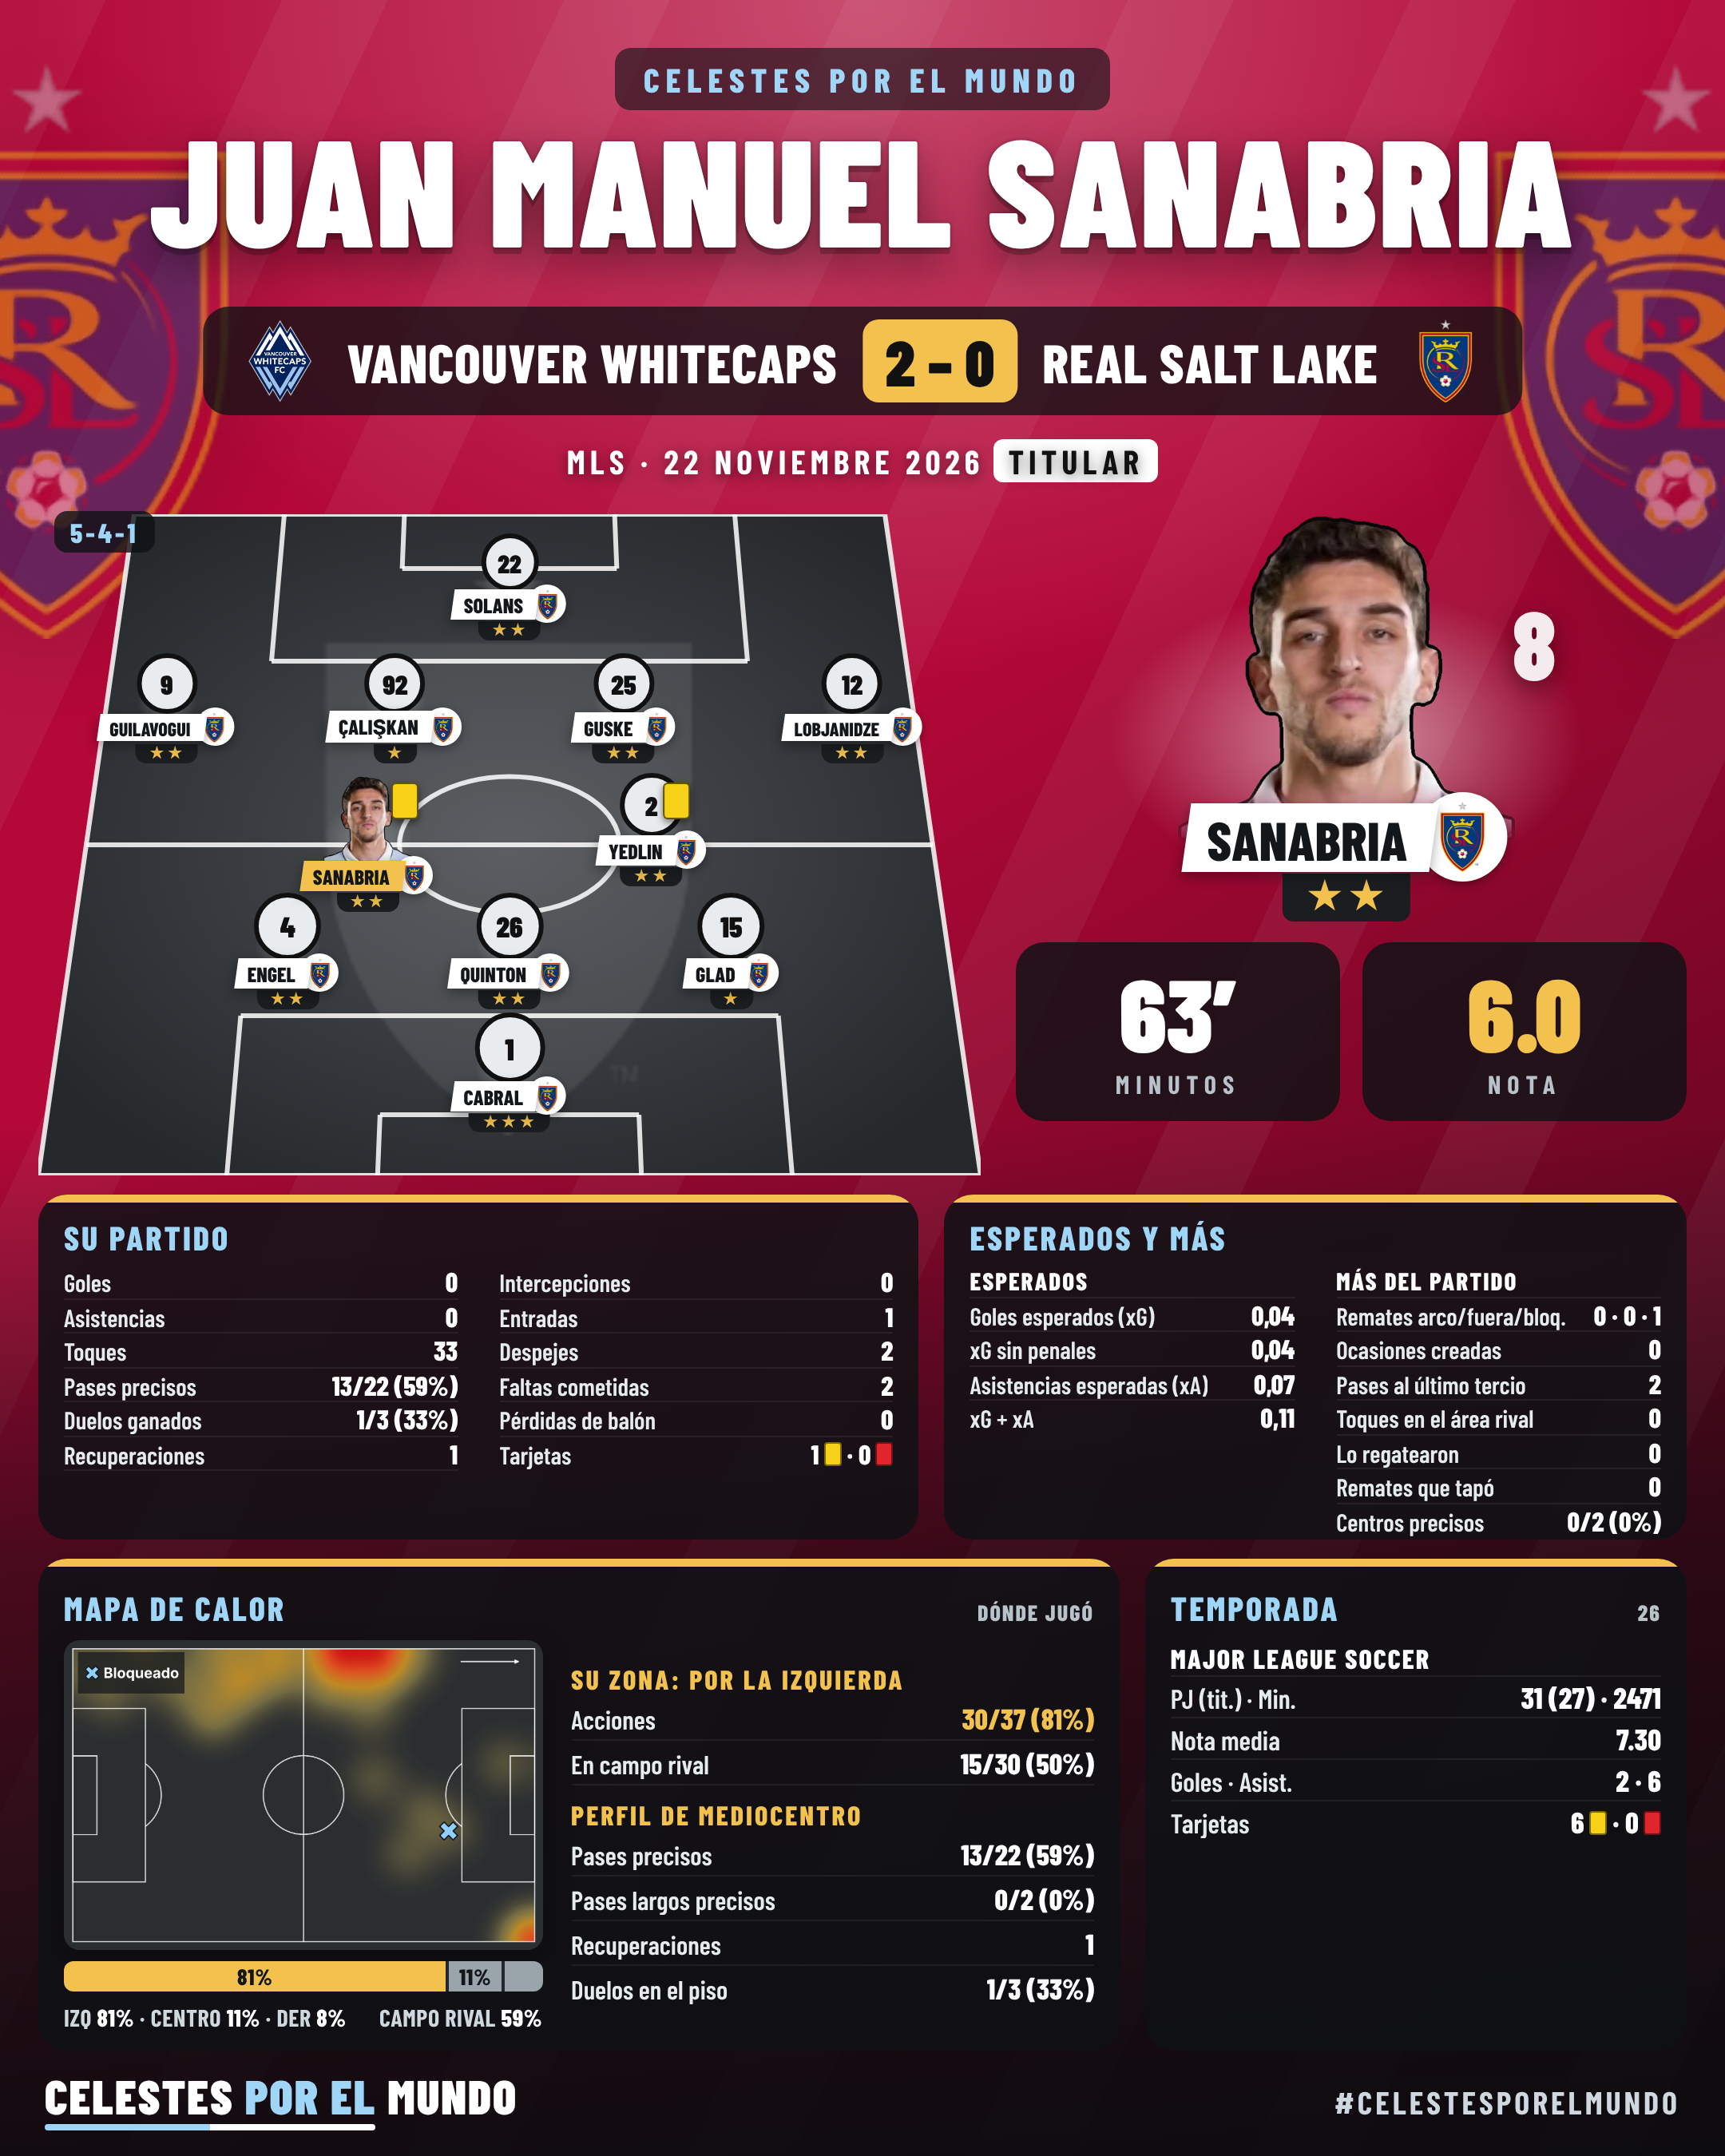 CELESTES POR EL MUNDO
JUAN MANUEL SANABRIA
VANCOUVER WHITECAPS FC
VANCOUVER WHITECAPS 2 - 0 REAL SALT LAKE
MLS · 22 NOVIEMBRE 2026 TITULAR
5-4-1
22
SOLANS
9
GUILAVOGUI
92
ÇALIŞKAN
25
GUSKE
12
LOBJANIDZE
SANABRIA
2
YEDLIN
4
ENGEL
26
QUINTON
15
GLAD
1
CABRAL
TM
8
SANABRIA
63’
MINUTOS
6.0
NOTA
SU PARTIDO
Goles 0
Asistencias 0
Toques 33
Pases precisos 13/22 (59%)
Duelos ganados 1/3 (33%)
Recuperaciones 1
Intercepciones 0
Entradas 1
Despejes 2
Faltas cometidas 2
Pérdidas de balón 0
Tarjetas 1 · 0
ESPERADOS Y MÁS
ESPERADOS
Goles esperados (xG) 0,04
xG sin penales 0,04
Asistencias esperadas (xA) 0,07
xG + xA 0,11
MÁS DEL PARTIDO
Remates arco/fuera/bloq. 0 · 0 · 1
Ocasiones creadas 0
Pases al último tercio 2
Toques en el área rival 0
Lo regatearon 0
Remates que tapó 0
Centros precisos 0/2 (0%)
MAPA DE CALOR
DÓNDE JUGÓ
Bloqueado
81% 11%
IZQ 81% · CENTRO 11% · DER 8% CAMPO RIVAL 59%
SU ZONA: POR LA IZQUIERDA
Acciones 30/37 (81%)
En campo rival 15/30 (50%)
PERFIL DE MEDIOCENTRO
Pases precisos 13/22 (59%)
Pases largos precisos 0/2 (0%)
Recuperaciones 1
Duelos en el piso 1/3 (33%)
TEMPORADA 26
MAJOR LEAGUE SOCCER
PJ (tit.) · Min. 31 (27) · 2471
Nota media 7.30
Goles · Asist. 2 · 6
Tarjetas 6 · 0
CELESTES POR EL MUNDO
#CELESTESPORELMUNDO